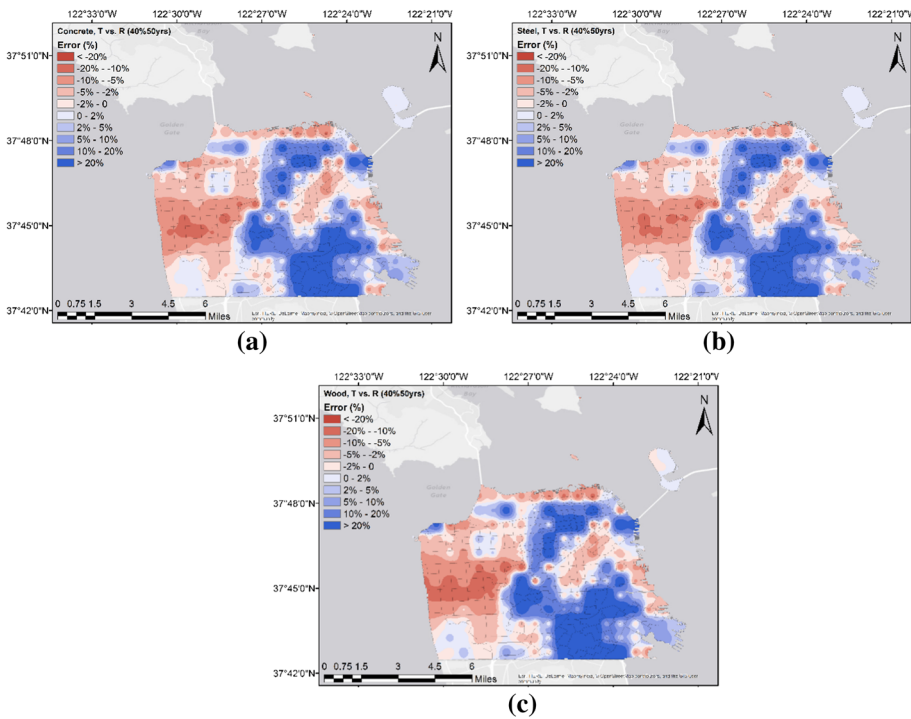 122°33'0"W 122°30'0"W 122°27'0"W 122°24'0"W 122°21'0"W
Concrete, T vs. R (40%50yrs)
Error (%)
< -20%
-20% - -10%
-10% - -5%
-5% - -2%
-2% - 0
0 - 2%
2% - 5%
5% - 10%
10% - 20%
> 20%
N
Bay
Golden
Gate
37°51'0"N
37°48'0"N
37°45'0"N
37°42'0"N
0 0.75 1.5 3 4.5 6
Miles
(a)
122°33'0"W 122°30'0"W 122°27'0"W 122°24'0"W 122°21'0"W
Steel, T vs. R (40%50yrs)
Error (%)
< -20%
-20% - -10%
-10% - -5%
-5% - -2%
-2% - 0
0 - 2%
2% - 5%
5% - 10%
10% - 20%
> 20%
N
Bay
Golden
Gate
37°51'0"N
37°48'0"N
37°45'0"N
37°42'0"N
0 0.75 1.5 3 4.5 6
Miles
(b)
122°33'0"W 122°30'0"W 122°27'0"W 122°24'0"W 122°21'0"W
Wood, T vs. R (40%50yrs)
Error (%)
< -20%
-20% - -10%
-10% - -5%
-5% - -2%
-2% - 0
0 - 2%
2% - 5%
5% - 10%
10% - 20%
> 20%
N
Bay
Golden
Gate
37°51'0"N
37°48'0"N
37°45'0"N
37°42'0"N
0 0.75 1.5 3 4.5 6
Miles
(c)